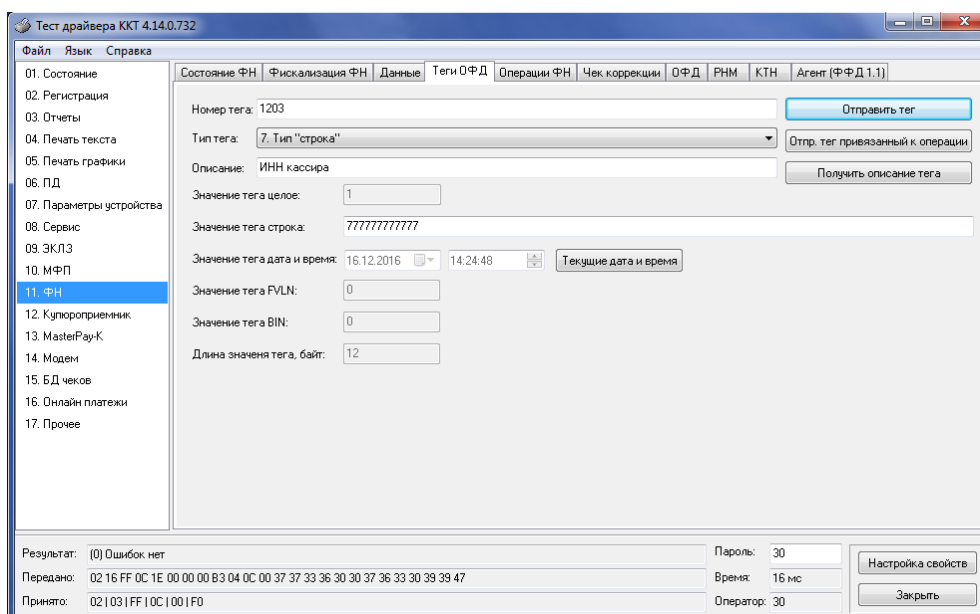 Тест драйвера ККТ 4.14.0.732
Файл Язык Справка
01. Состояние
02. Регистрация
03. Отчеты
04. Печать текста
05. Печать графики
06. ПД
07. Параметры устройства
08. Сервис
09. ЭКЛЗ
10. МФП
11. ФН
12. Купюроприемник
13. MasterPay-K
14. Модем
15. БД чеков
16. Онлайн платежи
17. Прочее
Состояние ФН Фискализация ФН Данные Теги ОФД Операции ФН Чек коррекции ОФД РНМ КТН Агент (ФФД 1.1)
Номер тега: 1203 Отправить тег
Тип тега: 7. Тип "строка" Отпр. тег привязанный к операции
Описание: ИНН кассира Получить описание тега
Значение тега целое: 1
Значение тега строка: 777777777777
Значение тега дата и время: 16.12.2016 14:24:48 Текущие дата и время
Значение тега FVLN: 0
Значение тега BIN: 0
Длина значеня тега, байт: 12
Результат: (0) Ошибок нет Пароль: 30 Настройка свойств
Передано: 02 16 FF 0C 1E 00 00 00 B3 04 0C 00 37 37 33 36 30 30 37 36 33 30 39 39 47 Время: 16 мс
Принято: 02 | 03 | FF | 0C | 00 | F0 Оператор: 30 Закрыть